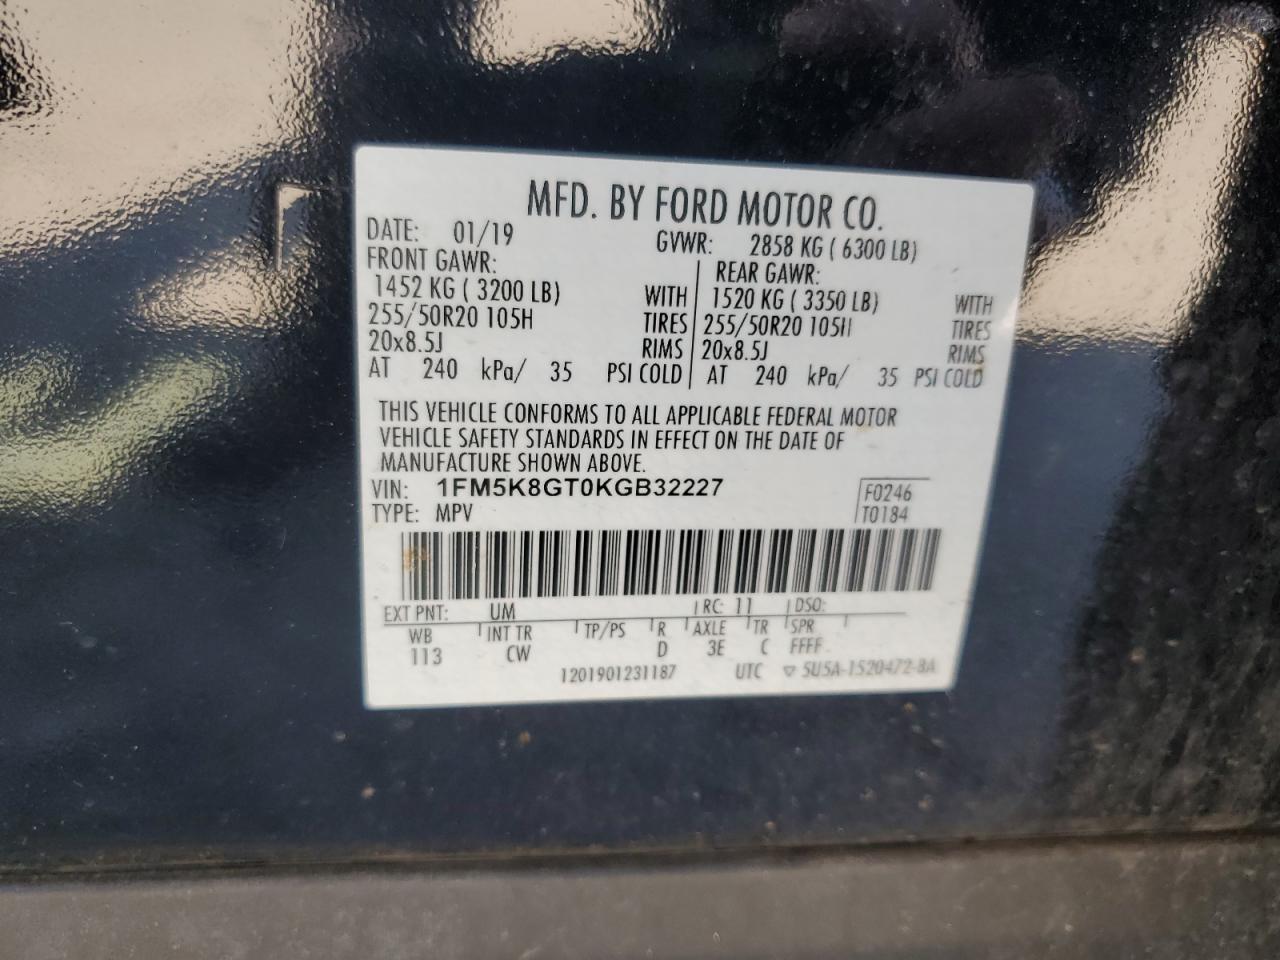 MFD. BY FORD MOTOR CO.
DATE: 01/19 GVWR: 2858 KG ( 6300 LB)
FRONT GAWR: REAR GAWR:
1452 KG ( 3200 LB) WITH 1520 KG ( 3350 LB) WITH
255/50R20 105H TIRES 255/50R20 105H TIRES
20x8.5J RIMS 20x8.5J RIMS
AT 240 kPa/ 35 PSI COLD AT 240 kPa/ 35 PSI COLD
THIS VEHICLE CONFORMS TO ALL APPLICABLE FEDERAL MOTOR
VEHICLE SAFETY STANDARDS IN EFFECT ON THE DATE OF
MANUFACTURE SHOWN ABOVE.
VIN: 1FM5K8GT0KGB32227 F0246
TYPE: MPV T0184
EXT PNT: UM RC: 11 DSO:
WB INT TR TP/PS R AXLE TR SPR
113 CW D 3E C FFFF
1201901231187 UTC ▽ 5U5A-1520472-BA